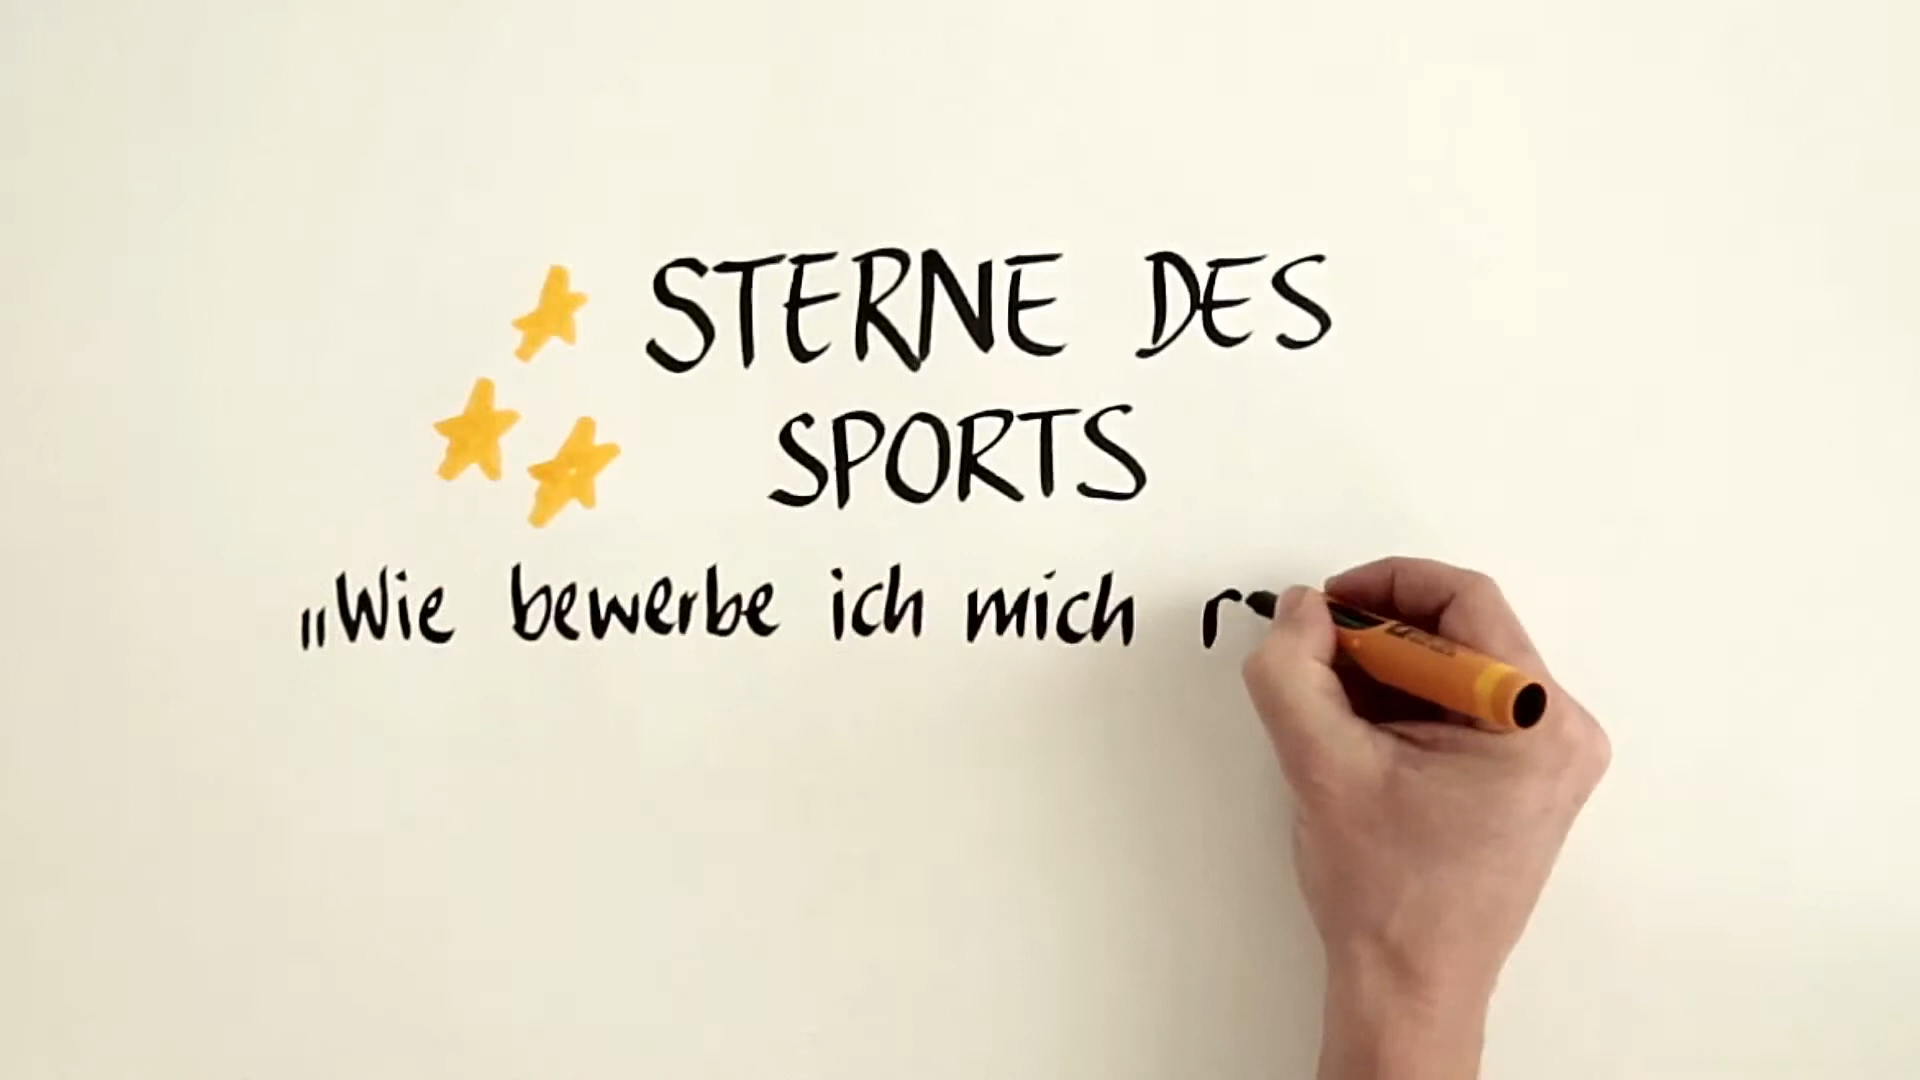 STERNE DES
SPORTS
„Wie bewerbe ich mich r